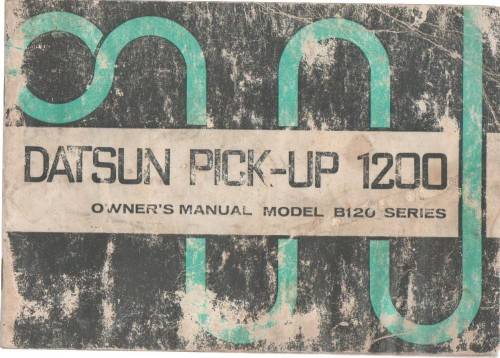 DATSUN PICK-UP 1200
OWNER'S MANUAL MODEL B120 SERIES